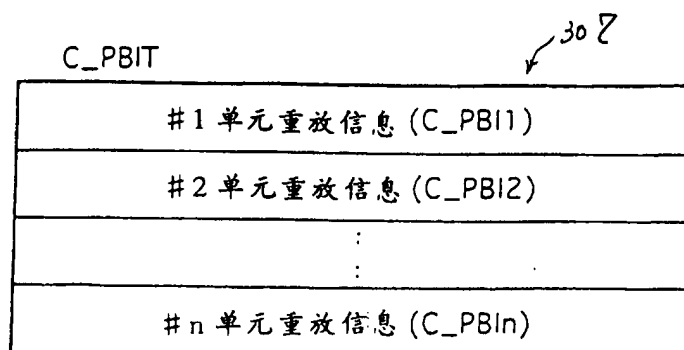 C_PBIT
307
#1 单元重放信息 (C_PBI1)
#2 单元重放信息 (C_PBI2)
:
:
#n 单元重放信息 (C_PBIn)